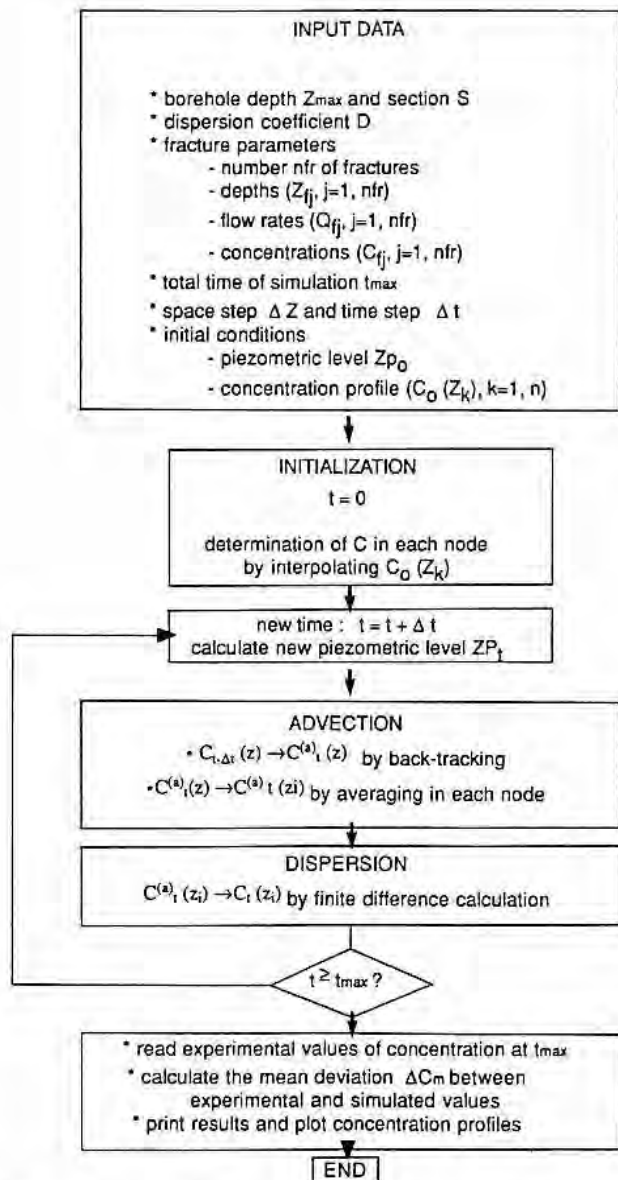 INPUT DATA
* borehole depth Zmax and section S
* dispersion coefficient D
* fracture parameters
- number nfr of fractures
- depths (Zfj, j=1, nfr)
- flow rates (Qfj, j=1, nfr)
- concentrations (Cfj, j=1, nfr)
* total time of simulation tmax
* space step Δ Z and time step Δ t
* initial conditions
- piezometric level Zpo
- concentration profile (Co (Zk), k=1, n)
INITIALIZATION
t = 0
determination of C in each node
by interpolating Co (Zk)
new time : t = t + Δ t
calculate new piezometric level ZPt
ADVECTION
• Ct-Δt (z) → C(a)t (z) by back-tracking
• C(a)t(z) → C(a) t (zi) by averaging in each node
DISPERSION
C(a)t (zi) → Ct (zi) by finite difference calculation
t ≥ tmax ?
* read experimental values of concentration at tmax
* calculate the mean deviation ΔCm between
experimental and simulated values
* print results and plot concentration profiles
END